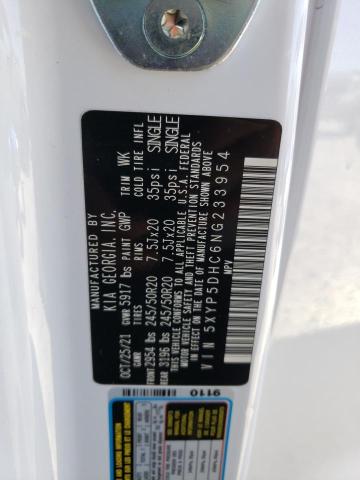 MANUFACTURED BY
KIA GEORGIA, INC.
OCT/25/21 GVWR 5917 lbs PAINT GWP TRIM WK
GAWR TIRES RIMS COLD TIRE INFL
FRONT 2954 lbs 245/50R20 7.5Jx20 35psi SINGLE
REAR 3196 lbs 245/50R20 7.5Jx20 35psi SINGLE
THIS VEHICLE CONFORMS TO ALL APPLICABLE U.S.A. FEDERAL
MOTOR VEHICLE SAFETY AND THEFT PREVENTION STANDARDS
IN EFFECT ON THE DATE OF MANUFACTURE SHOWN ABOVE
VIN 5XYP5DHC6NG233954
MPV
9110